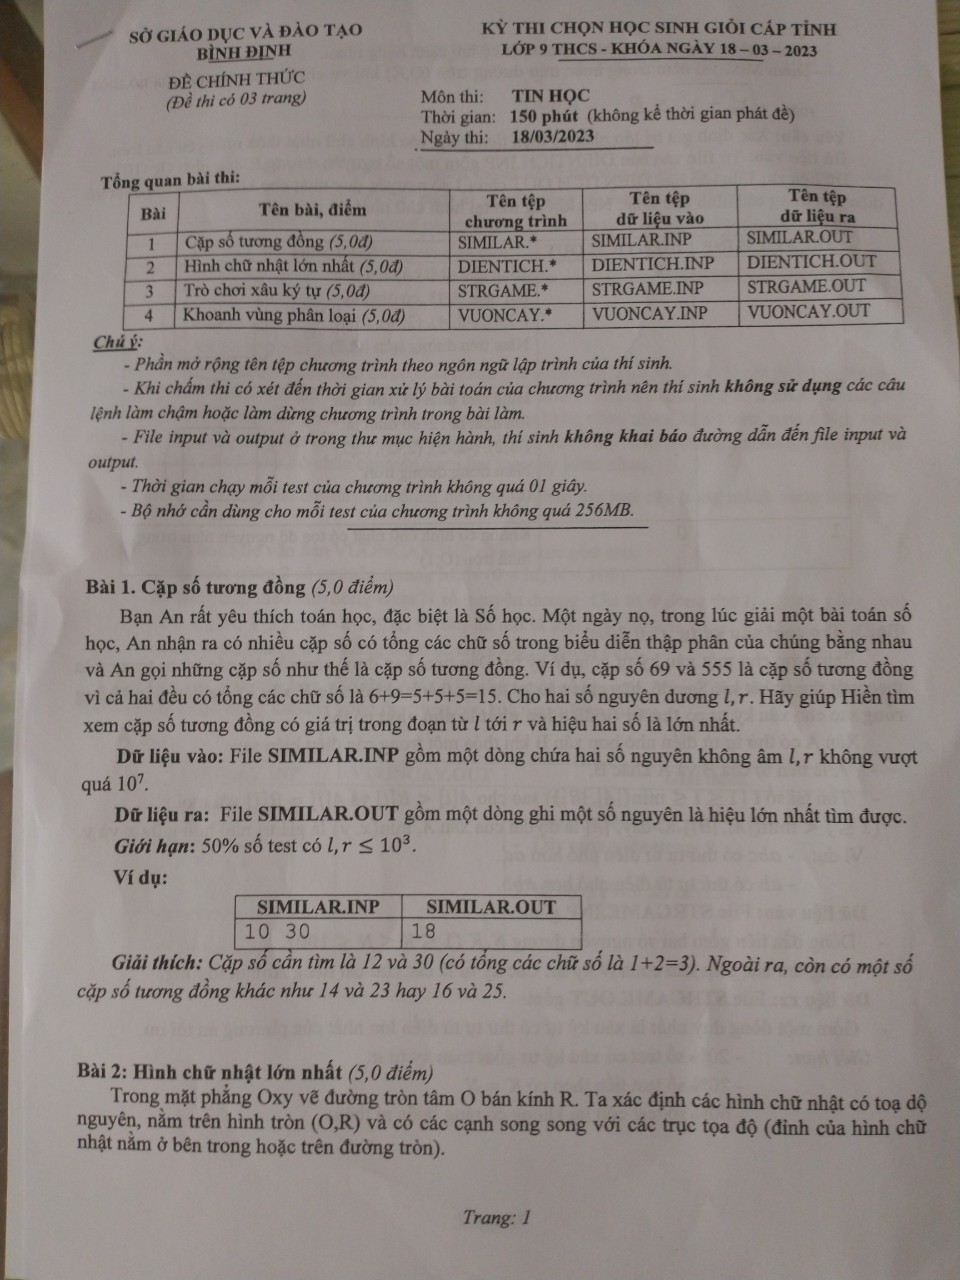 SỞ GIÁO DỤC VÀ ĐÀO TẠO
BÌNH ĐỊNH
ĐỀ CHÍNH THỨC
(Đề thi có 03 trang)
KỲ THI CHỌN HỌC SINH GIỎI CẤP TỈNH
LỚP 9 THCS - KHÓA NGÀY 18 – 03 – 2023
Môn thi: TIN HỌC
Thời gian: 150 phút (không kể thời gian phát đề)
Ngày thi: 18/03/2023
Tổng quan bài thi:
Bài | Tên bài, điểm | Tên tệp chương trình | Tên tệp dữ liệu vào | Tên tệp dữ liệu ra
1 | Cặp số tương đồng (5,0đ) | SIMILAR.* | SIMILAR.INP | SIMILAR.OUT
2 | Hình chữ nhật lớn nhất (5,0đ) | DIENTICH.* | DIENTICH.INP | DIENTICH.OUT
3 | Trò chơi xâu ký tự (5,0đ) | STRGAME.* | STRGAME.INP | STRGAME.OUT
4 | Khoanh vùng phân loại (5,0đ) | VUONCAY.* | VUONCAY.INP | VUONCAY.OUT
Chú ý:
- Phần mở rộng tên tệp chương trình theo ngôn ngữ lập trình của thí sinh.
- Khi chấm thi có xét đến thời gian xử lý bài toán của chương trình nên thí sinh không sử dụng các câu
lệnh làm chậm hoặc làm dừng chương trình trong bài làm.
- File input và output ở trong thư mục hiện hành, thí sinh không khai báo đường dẫn đến file input và
output.
- Thời gian chạy mỗi test của chương trình không quá 01 giây.
- Bộ nhớ cần dùng cho mỗi test của chương trình không quá 256MB.
Bài 1. Cặp số tương đồng (5,0 điểm)
Bạn An rất yêu thích toán học, đặc biệt là Số học. Một ngày nọ, trong lúc giải một bài toán số
học, An nhận ra có nhiều cặp số có tổng các chữ số trong biểu diễn thập phân của chúng bằng nhau
và An gọi những cặp số như thế là cặp số tương đồng. Ví dụ, cặp số 69 và 555 là cặp số tương đồng
vì cả hai đều có tổng các chữ số là 6+9=5+5+5=15. Cho hai số nguyên dương l, r. Hãy giúp Hiền tìm
xem cặp số tương đồng có giá trị trong đoạn từ l tới r và hiệu hai số là lớn nhất.
Dữ liệu vào: File SIMILAR.INP gồm một dòng chứa hai số nguyên không âm l, r không vượt
quá 10⁷.
Dữ liệu ra: File SIMILAR.OUT gồm một dòng ghi một số nguyên là hiệu lớn nhất tìm được.
Giới hạn: 50% số test có l, r ≤ 10³.
Ví dụ:
SIMILAR.INP | SIMILAR.OUT
10 30 | 18
Giải thích: Cặp số cần tìm là 12 và 30 (có tổng các chữ số là 1+2=3). Ngoài ra, còn có một số
cặp số tương đồng khác như 14 và 23 hay 16 và 25.
Bài 2: Hình chữ nhật lớn nhất (5,0 điểm)
Trong mặt phẳng Oxy vẽ đường tròn tâm O bán kính R. Ta xác định các hình chữ nhật có toạ dộ
nguyên, nằm trên hình tròn (O,R) và có các cạnh song song với các trục tọa độ (đỉnh của hình chữ
nhật nằm ở bên trong hoặc trên đường tròn).
Trang: 1